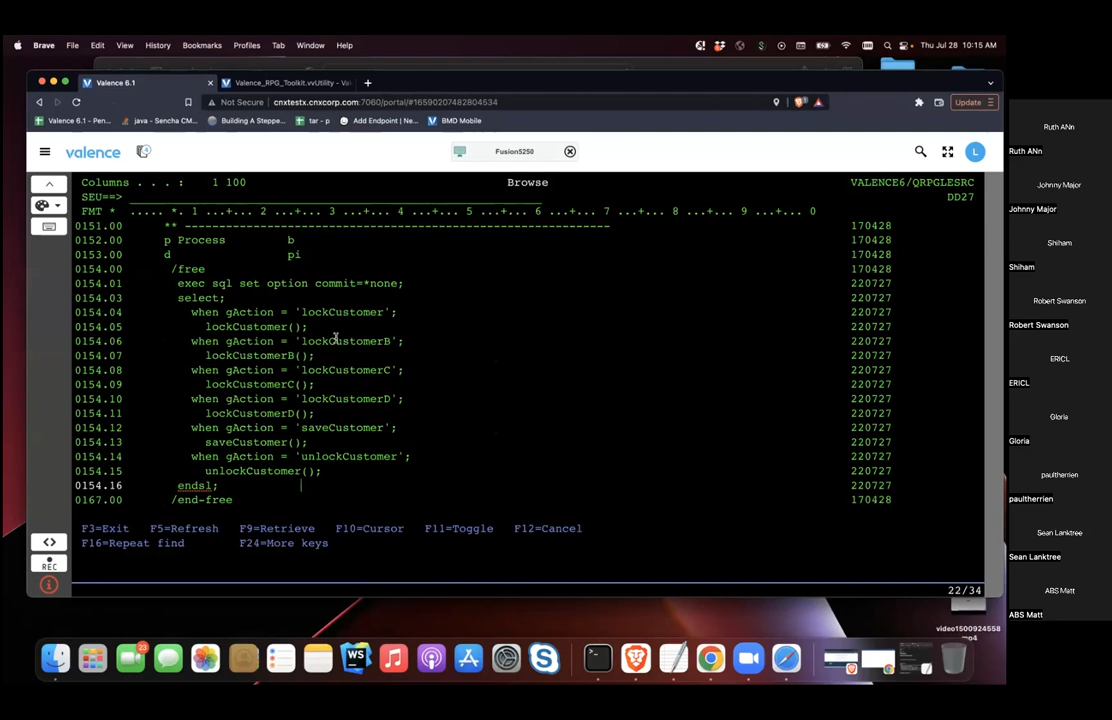 Brave File Edit View History Bookmarks Profiles Tab Window Help Thu Jul 28 10:15 AM
Valence 6.1 Valence_RPG_Toolkit.vvUtility - Va
Not Secure cnxtestx.cnxcorp.com:7060/portal/#16590207482804534 Update
Valence 6.1 - Pen... java - Sencha CM... Building A Steppe... tar - p Add Endpoint | Ne... BMD Mobile
valence 4 Fusion5250 L
Columns . . . : 1 100 Browse VALENCE6/QRPGLESRC
SEU==> DD27
FMT * ..... *. 1 ...+... 2 ...+... 3 ...+... 4 ...+... 5 ...+... 6 ...+... 7 ...+... 8 ...+... 9 ...+... 0
0151.00 ** -------------------------------------------------------------- 170428
0152.00 p Process b 170428
0153.00 d pi 170428
0154.00 /free 170428
0154.01 exec sql set option commit=*none; 220727
0154.03 select; 220727
0154.04 when gAction = 'lockCustomer'; 220727
0154.05 lockCustomer(); 220727
0154.06 when gAction = 'lockCustomerB'; 220727
0154.07 lockCustomerB(); 220727
0154.08 when gAction = 'lockCustomerC'; 220727
0154.09 lockCustomerC(); 220727
0154.10 when gAction = 'lockCustomerD'; 220727
0154.11 lockCustomerD(); 220727
0154.12 when gAction = 'saveCustomer'; 220727
0154.13 saveCustomer(); 220727
0154.14 when gAction = 'unlockCustomer'; 220727
0154.15 unlockCustomer(); 220727
0154.16 endsl; 220727
0167.00 /end-free 170428
F3=Exit F5=Refresh F9=Retrieve F10=Cursor F11=Toggle F12=Cancel
F16=Repeat find F24=More keys
REC
22/34
video1500924558
.mp4
23
Ruth ANn
Ruth ANn
Johnny Major
Johnny Major
Shiham
Shiham
Robert Swanson
Robert Swanson
ERICL
ERICL
Gloria
Gloria
paultherrien
paultherrien
Sean Lanktree
Sean Lanktree
ABS Matt
ABS Matt